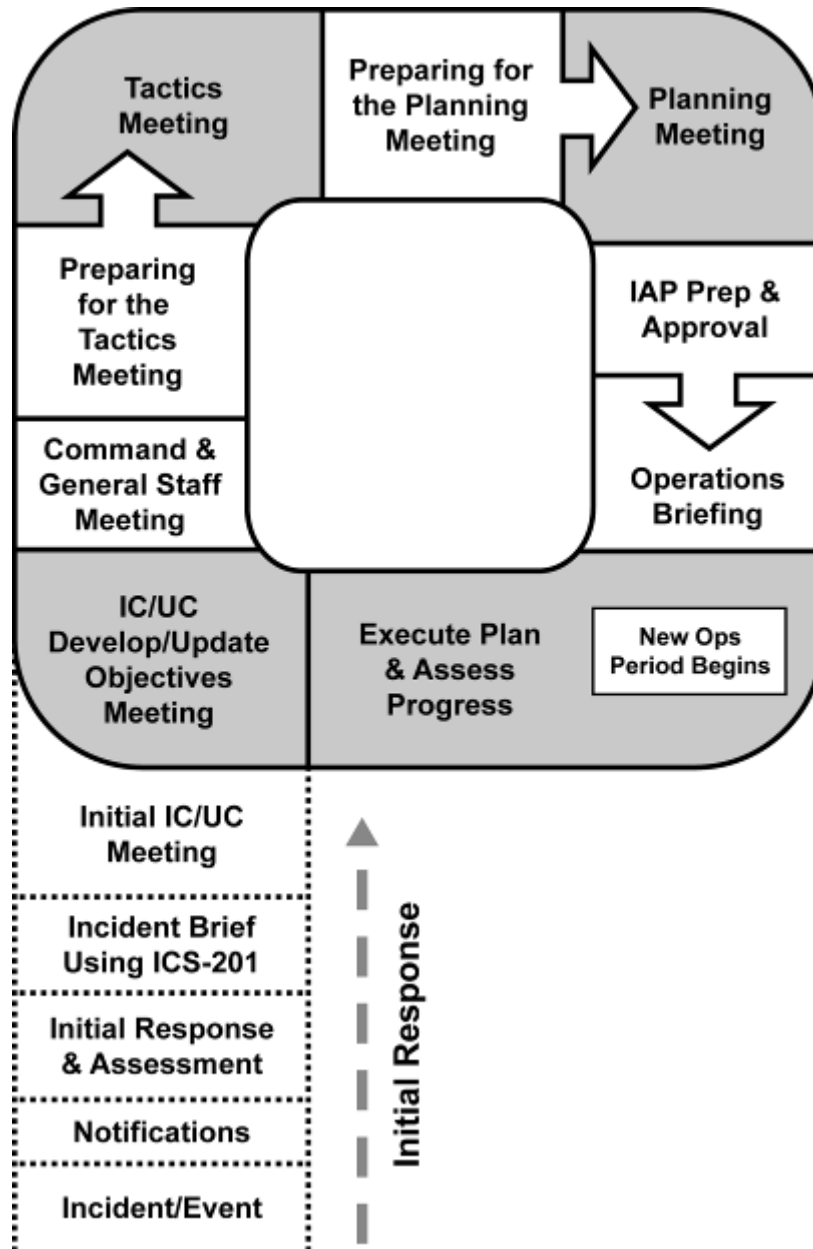 Tactics
Meeting
Preparing for
the Planning
Meeting
Planning
Meeting
Preparing
for the
Tactics
Meeting
IAP Prep &
Approval
Command &
General Staff
Meeting
Operations
Briefing
IC/UC
Develop/Update
Objectives
Meeting
Execute Plan
& Assess
Progress
New Ops
Period Begins
Initial IC/UC
Meeting
Incident Brief
Using ICS-201
Initial Response
& Assessment
Notifications
Incident/Event
Initial Response